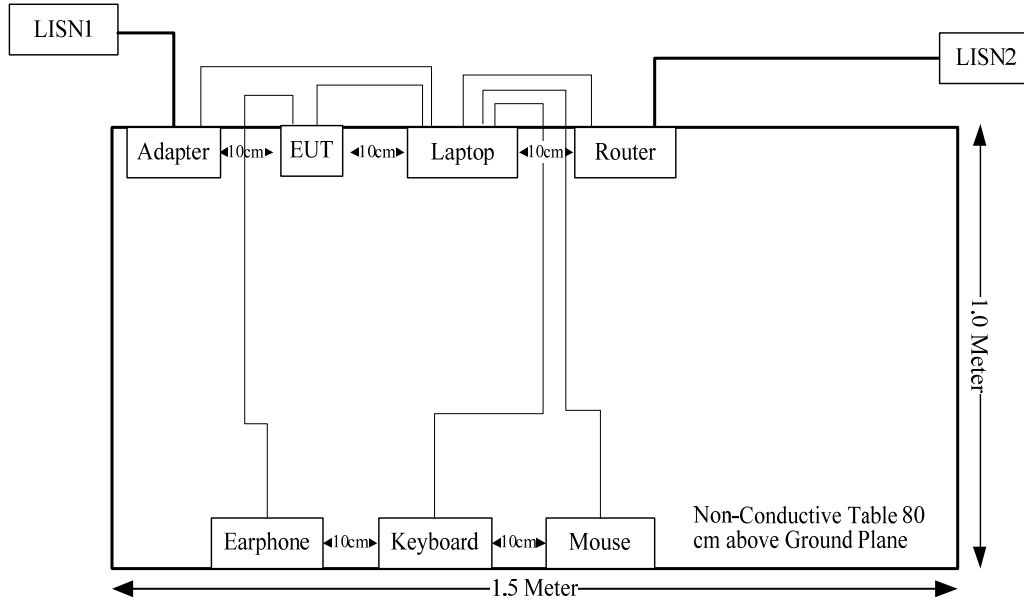 LISN1
LISN2
Adapter
10cm
EUT
10cm
Laptop
10cm
Router
1.0 Meter
Earphone
10cm
Keyboard
10cm
Mouse
Non-Conductive Table 80
cm above Ground Plane
1.5 Meter